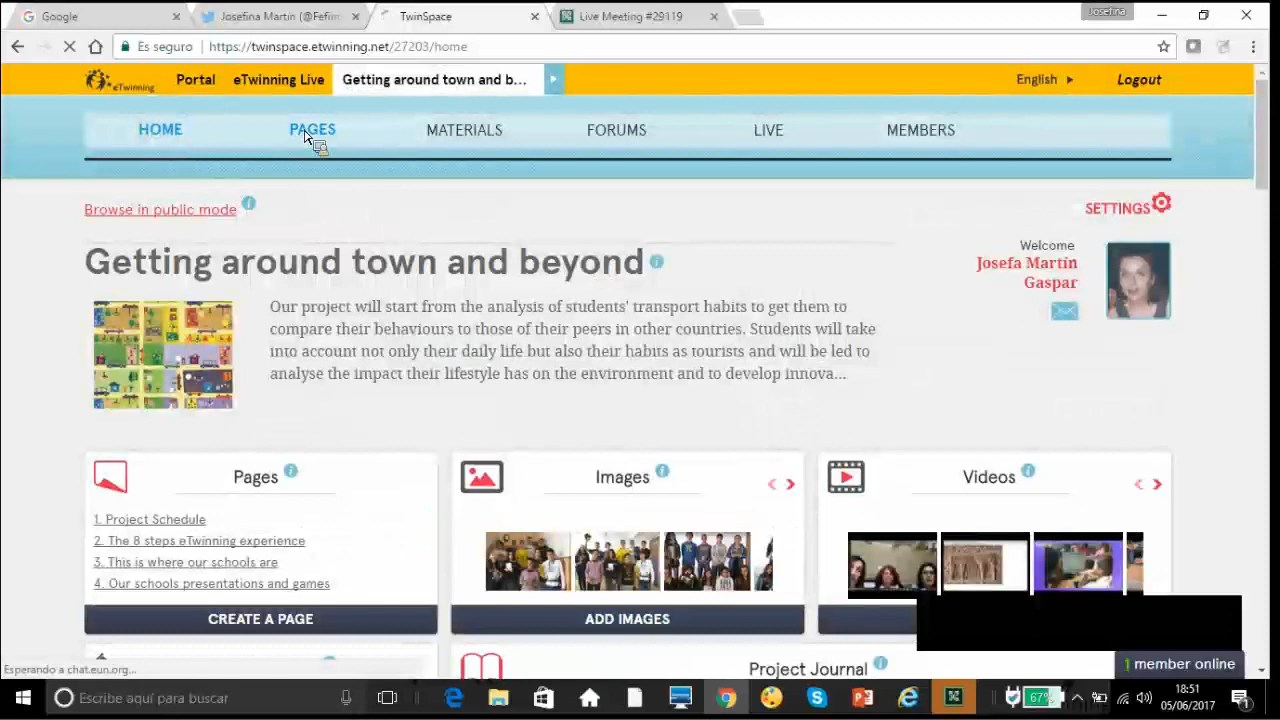 Google
Josefina Martín (@Fefin
TwinSpace
Live Meeting #29119
Josefina
Es seguro
https://twinspace.etwinning.net/27203/home
eTwinning
Portal
eTwinning Live
Getting around town and b...
English
Logout
HOME
PAGES
MATERIALS
FORUMS
LIVE
MEMBERS
Browse in public mode
SETTINGS
Getting around town and beyond
Welcome
Josefa Martín
Gaspar
Our project will start from the analysis of students' transport habits to get them to
compare their behaviours to those of their peers in other countries. Students will take
into account not only their daily life but also their habits as tourists and will be led to
analyse the impact their lifestyle has on the environment and to develop innova...
Pages
Images
Videos
1. Project Schedule
2. The 8 steps eTwinning experience
3. This is where our schools are
4. Our schools presentations and games
CREATE A PAGE
ADD IMAGES
Project Journal
1 member online
Esperando a chat.eun.org...
Escribe aquí para buscar
67%
18:51
05/06/2017